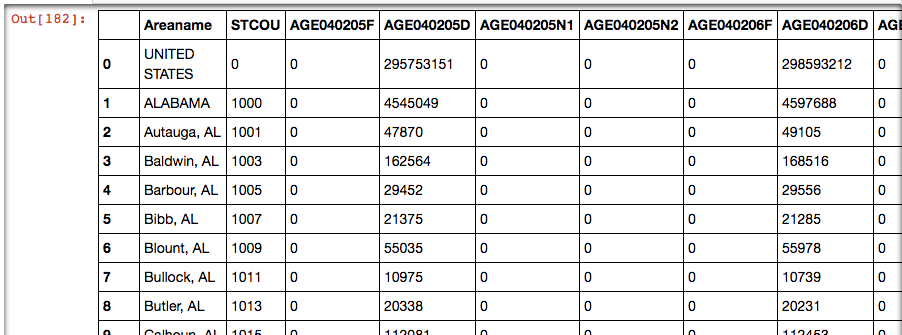 Out[182]:
Areaname STCOU AGE040205F AGE040205D AGE040205N1 AGE040205N2 AGE040206F AGE040206D AGE
0 UNITED STATES 0 0 295753151 0 0 0 298593212 0
1 ALABAMA 1000 0 4545049 0 0 0 4597688 0
2 Autauga, AL 1001 0 47870 0 0 0 49105 0
3 Baldwin, AL 1003 0 162564 0 0 0 168516 0
4 Barbour, AL 1005 0 29452 0 0 0 29556 0
5 Bibb, AL 1007 0 21375 0 0 0 21285 0
6 Blount, AL 1009 0 55035 0 0 0 55978 0
7 Bullock, AL 1011 0 10975 0 0 0 10739 0
8 Butler, AL 1013 0 20338 0 0 0 20231 0
9 Calhoun, AL 1015 0 112081 0 0 0 112453 0